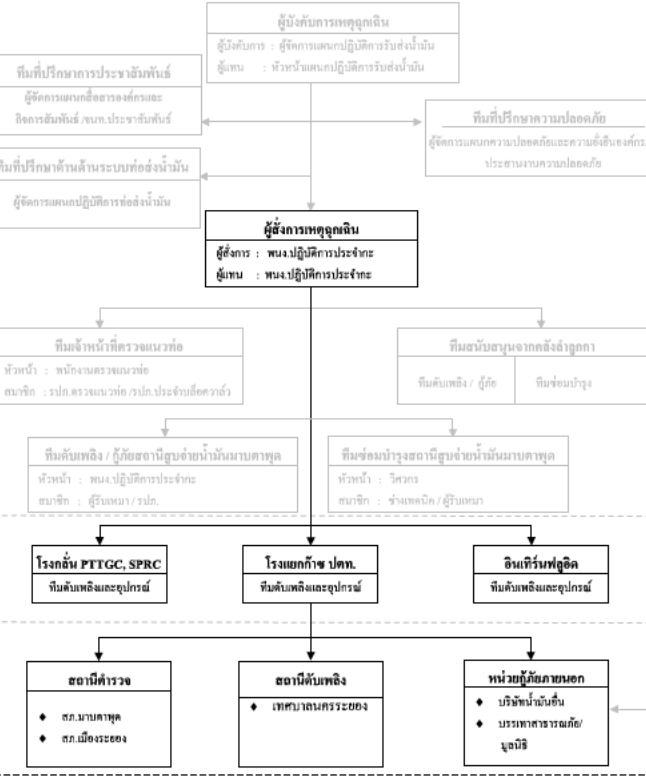 ผู้บังคับการเหตุฉุกเฉิน
ผู้บังคับการ : ผู้จัดการแผนกปฏิบัติการรับส่งน้ำมัน
ผู้แทน : หัวหน้าแผนกปฏิบัติการรับส่งน้ำมัน
ทีมที่ปรึกษาการประชาสัมพันธ์
ผู้จัดการแผนกสื่อสารองค์กรและ
กิจการสัมพันธ์ /จนท.ประชาสัมพันธ์
ทีมที่ปรึกษาความปลอดภัย
ผู้จัดการแผนกความปลอดภัยและความยั่งยืนองค์กร
ประสานงานความปลอดภัย
ทีมที่ปรึกษาด้านด้านระบบท่อส่งน้ำมัน
ผู้จัดการแผนกปฏิบัติการท่อส่งน้ำมัน
ผู้สั่งการเหตุฉุกเฉิน
ผู้สั่งการ : พนง.ปฏิบัติการประจำกะ
ผู้แทน : พนง.ปฏิบัติการประจำกะ
ทีมเจ้าหน้าที่ตรวจแนวท่อ
หัวหน้า : พนักงานตรวจแนวท่อ
สมาชิก : รปภ.ตรวจแนวท่อ /รปภ.ประจำบล็อควาล์ว
ทีมสนับสนุนจากคลังลำลูกกา
ทีมดับเพลิง / กู้ภัย
ทีมซ่อมบำรุง
ทีมดับเพลิง / กู้ภัยสถานีสูบจ่ายน้ำมันมาบตาพุด
หัวหน้า : พนง.ปฏิบัติการประจำกะ
สมาชิก : ผู้รับเหมา / รปภ.
ทีมซ่อมบำรุงสถานีสูบจ่ายน้ำมันมาบตาพุด
หัวหน้า : วิศวกร
สมาชิก : ช่างเทคนิค / ผู้รับเหมา
โรงกลั่น PTTGC, SPRC
ทีมดับเพลิงและอุปกรณ์
โรงแยกก๊าซ ปตท.
ทีมดับเพลิงและอุปกรณ์
อินเทิร์นฟลูอิด
ทีมดับเพลิงและอุปกรณ์
สถานีตำรวจ
♦ สภ.มาบตาพุด
♦ สภ.เมืองระยอง
สถานีดับเพลิง
♦ เทศบาลนครระยอง
หน่วยกู้ภัยภายนอก
♦ บริษัทน้ำมันอื่น
♦ บรรเทาสาธารณภัย/
มูลนิธิ